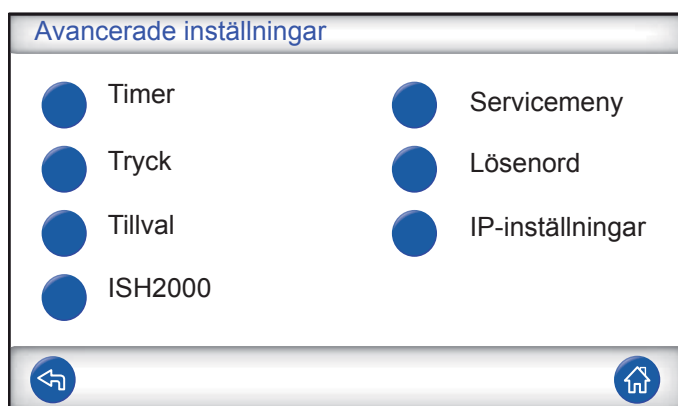 Avancerade inställningar
Timer
Tryck
Tillval
ISH2000
Servicemeny
Lösenord
IP-inställningar